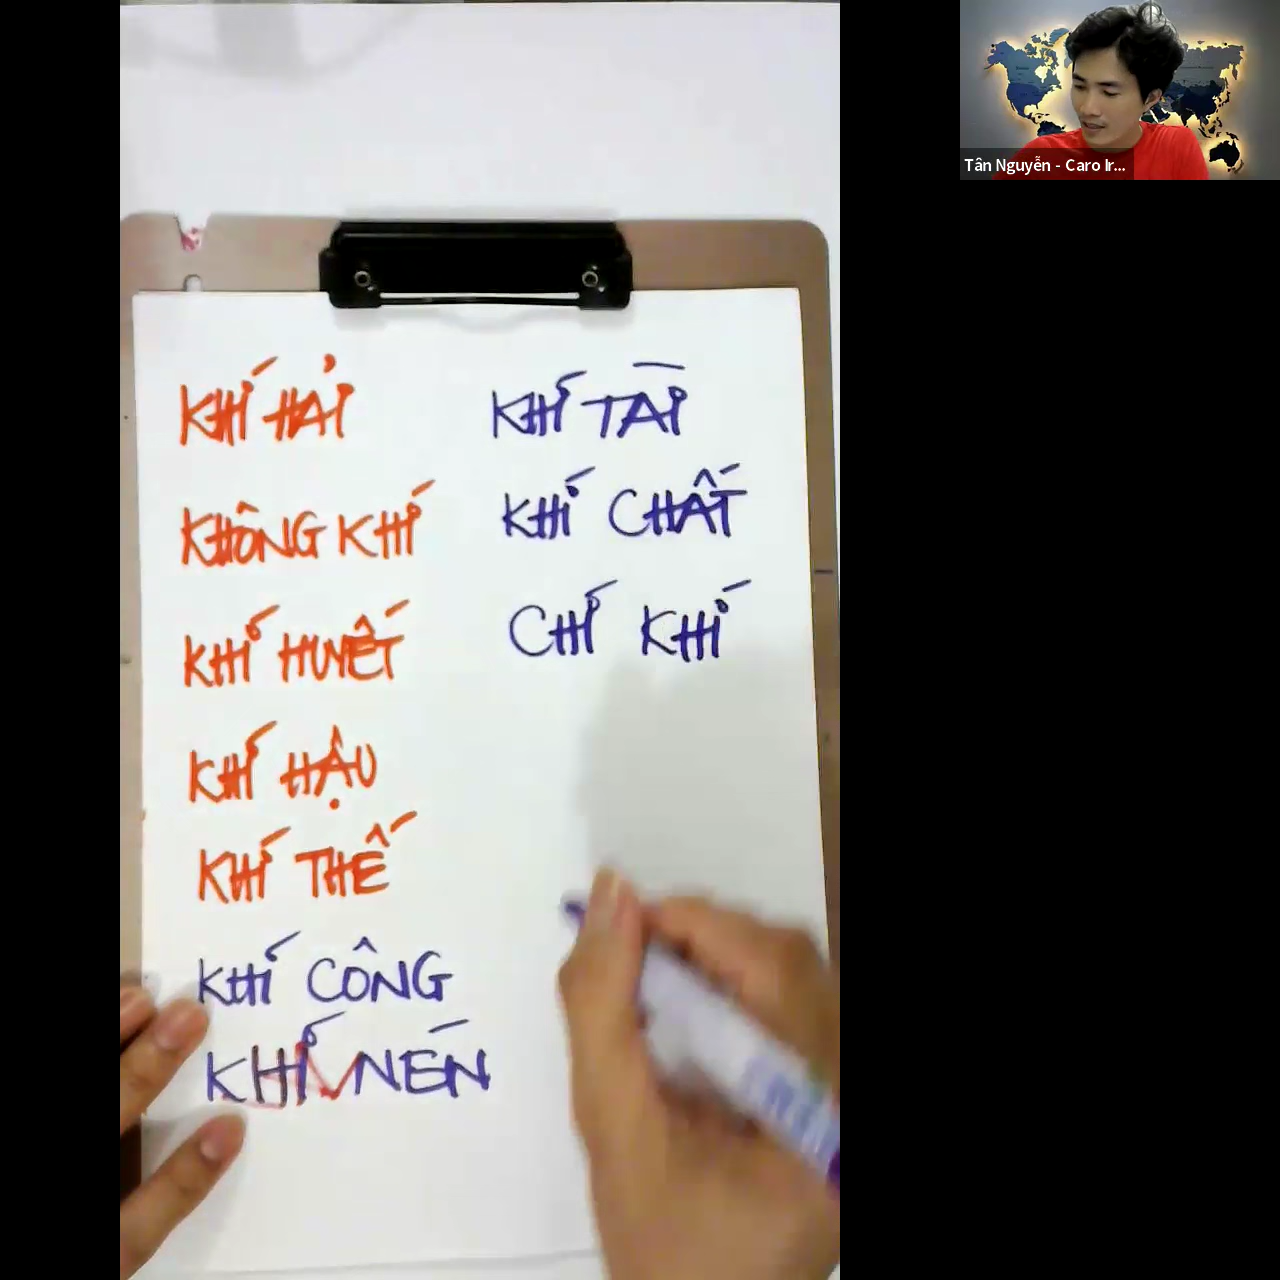 KHÍ HẢI
KHÔNG KHÍ
KHÍ HUYẾT
KHÍ HẬU
KHÍ THẾ
KHÍ CÔNG
KHÍ NÉN
KHÍ TÀI
KHÍ CHẤT
CHÍ KHÍ
Tân Nguyễn - Caro Ir...